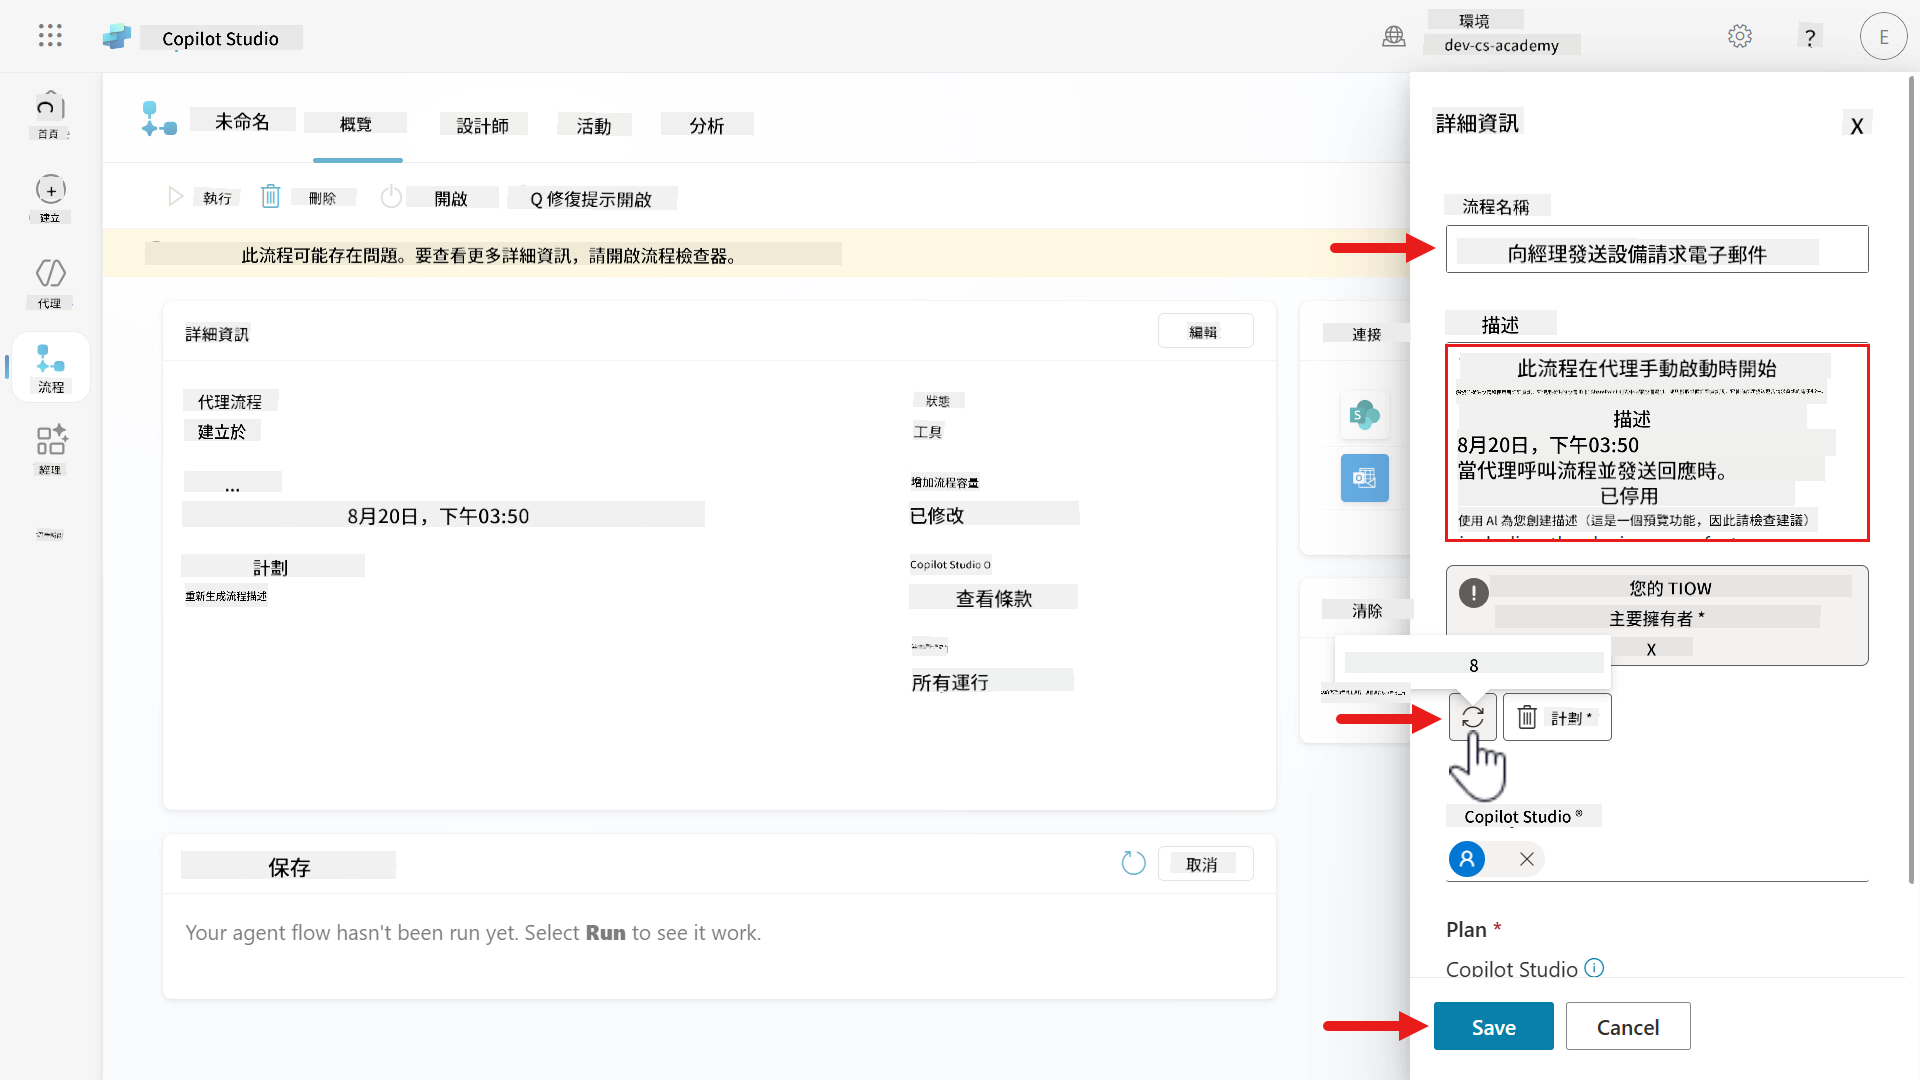 Copilot Studio
環境
dev-cs-academy
?
E
首頁
建立
代理
流程
經理
未命名
概覽
設計師
活動
分析
執行
刪除
開啟
Q 修復提示開啟
此流程可能存在問題。要查看更多詳細資訊，請開啟流程檢查器。
詳細資訊
編輯
代理流程
建立於
...
8月20日，下午03:50
計劃
重新生成流程描述
狀態
工具
增加流程容量
已修改
Copilot Studio O
查看條款
所有運行
連接
清除
保存
取消
Your agent flow hasn't been run yet. Select Run to see it work.
詳細資訊
X
流程名稱
向經理發送設備請求電子郵件
描述
此流程在代理手動啟動時開始
描述
8月20日，下午03:50
當代理呼叫流程並發送回應時。
已停用
使用 AI 為您創建描述（這是一個預覽功能，因此請檢查建議）
您的 TIOW
主要擁有者 *
X
8
計劃 *
Copilot Studio ®
Plan *
Copilot Studio
Save
Cancel